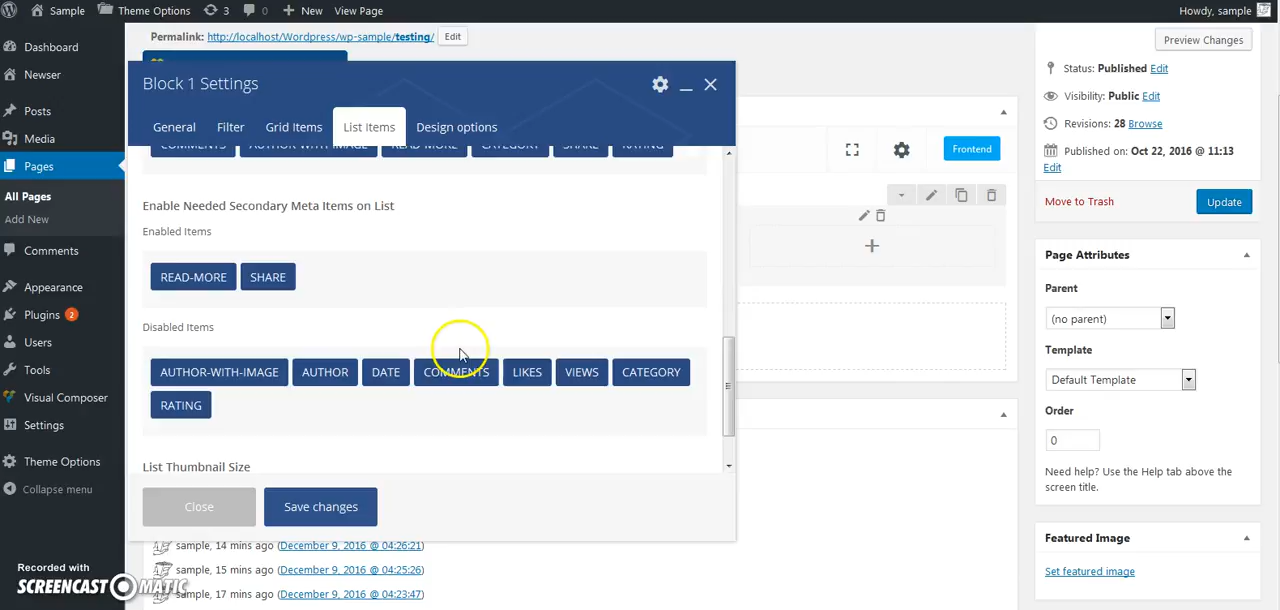 Sample
Theme Options
3
0
New
View Page
Howdy, sample
Dashboard
Newser
Posts
Media
Pages
All Pages
Add New
Comments
Appearance
Plugins 2
Users
Tools
Visual Composer
Settings
Theme Options
Collapse menu
Permalink: http://localhost/Wordpress/wp-sample/testing/ Edit
Block 1 Settings
General
Filter
Grid Items
List Items
Design options
COMMENTS
AUTHOR-WITH-IMAGE
READ-MORE
CATEGORY
SHARE
RATING
Enable Needed Secondary Meta Items on List
Enabled Items
READ-MORE
SHARE
Disabled Items
AUTHOR-WITH-IMAGE
AUTHOR
DATE
COMMENTS
LIKES
VIEWS
CATEGORY
RATING
List Thumbnail Size
Close
Save changes
Frontend
sample, 14 mins ago (December 9, 2016 @ 04:26:21)
sample, 15 mins ago (December 9, 2016 @ 04:25:26)
sample, 17 mins ago (December 9, 2016 @ 04:23:47)
Preview Changes
Status: Published Edit
Visibility: Public Edit
Revisions: 28 Browse
Published on: Oct 22, 2016 @ 11:13
Edit
Move to Trash
Update
Page Attributes
Parent
(no parent)
Template
Default Template
Order
0
Need help? Use the Help tab above the
screen title.
Featured Image
Set featured image
Recorded with
SCREENCAST-O-MATIC